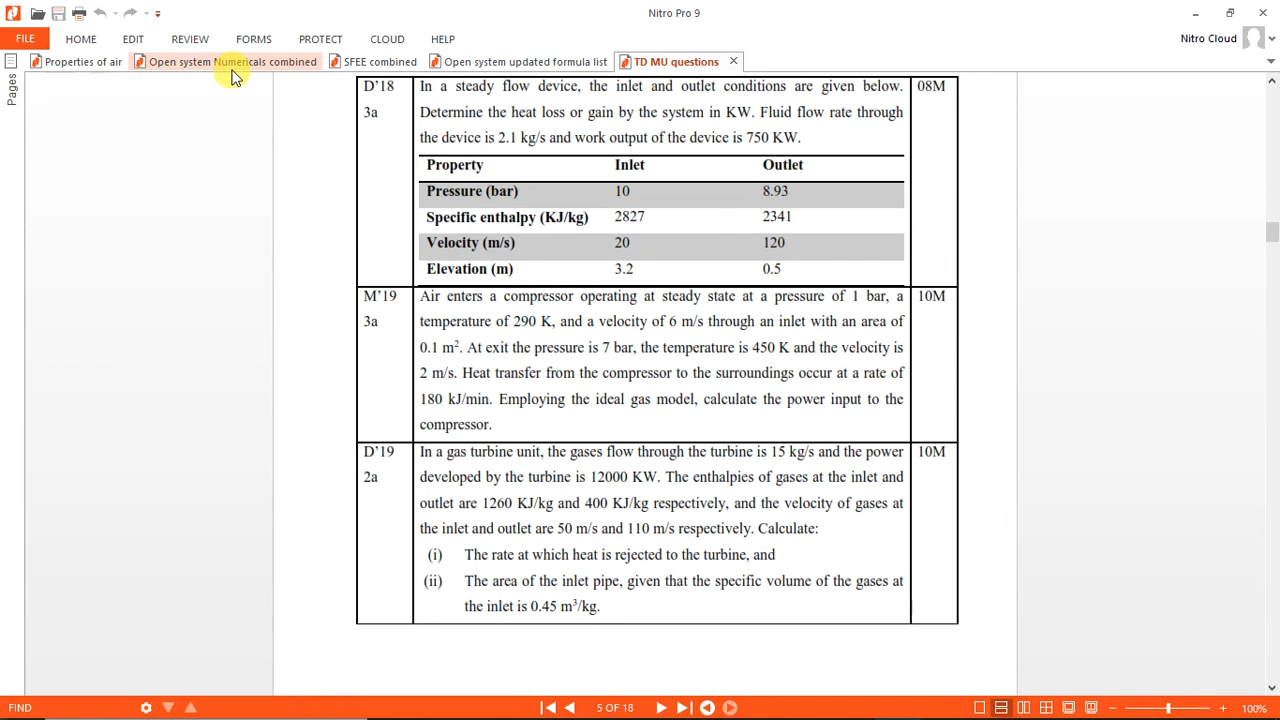 Nitro Pro 9
FILE HOME EDIT REVIEW FORMS PROTECT CLOUD HELP Nitro Cloud
Properties of air Open system Numericals combined SFEE combined Open system updated formula list TD MU questions
Pages
D'18 In a steady flow device, the inlet and outlet conditions are given below. 08M
3a Determine the heat loss or gain by the system in KW. Fluid flow rate through
the device is 2.1 kg/s and work output of the device is 750 KW.
Property Inlet Outlet
Pressure (bar) 10 8.93
Specific enthalpy (KJ/kg) 2827 2341
Velocity (m/s) 20 120
Elevation (m) 3.2 0.5
M'19 Air enters a compressor operating at steady state at a pressure of 1 bar, a 10M
3a temperature of 290 K, and a velocity of 6 m/s through an inlet with an area of
0.1 m². At exit the pressure is 7 bar, the temperature is 450 K and the velocity is
2 m/s. Heat transfer from the compressor to the surroundings occur at a rate of
180 kJ/min. Employing the ideal gas model, calculate the power input to the
compressor.
D'19 In a gas turbine unit, the gases flow through the turbine is 15 kg/s and the power 10M
2a developed by the turbine is 12000 KW. The enthalpies of gases at the inlet and
outlet are 1260 KJ/kg and 400 KJ/kg respectively, and the velocity of gases at
the inlet and outlet are 50 m/s and 110 m/s respectively. Calculate:
(i) The rate at which heat is rejected to the turbine, and
(ii) The area of the inlet pipe, given that the specific volume of the gases at
the inlet is 0.45 m³/kg.
FIND 5 OF 18 100%